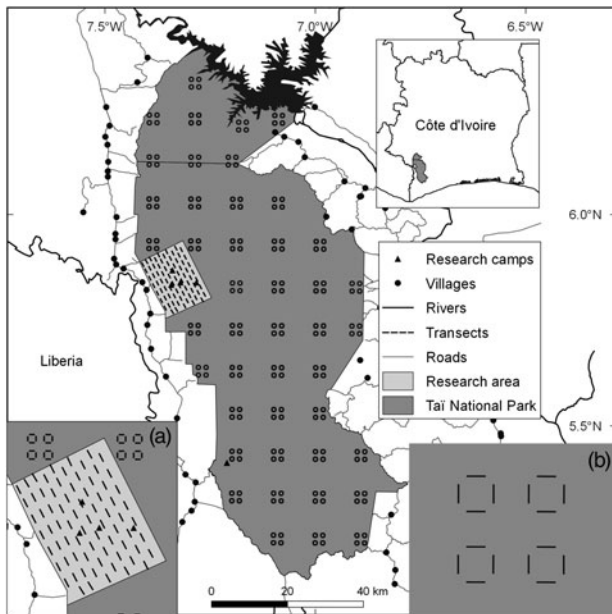 7.5°W
7.0°W
6.5°W
Côte d'Ivoire
6.0°N
Research camps
Villages
Rivers
Transects
Roads
Research area
Taï National Park
Liberia
5.5°N
(a)
(b)
0
20
40 km